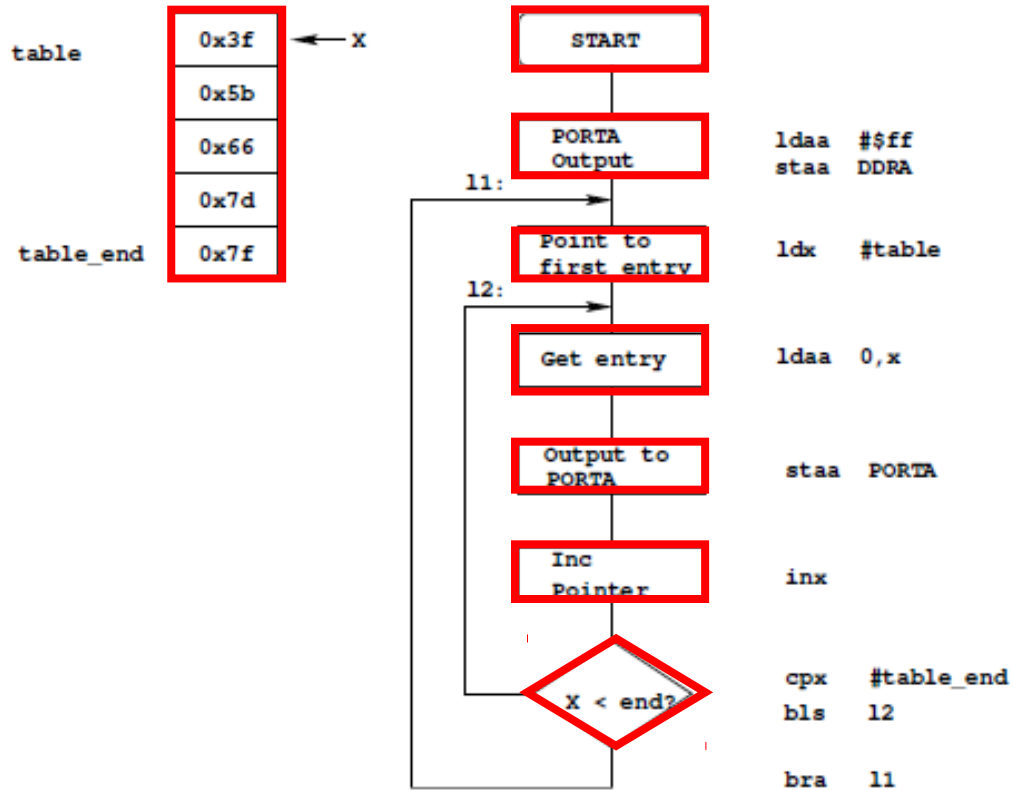 table
0x3f
X
0x5b
0x66
0x7d
table_end
0x7f
START
PORTA
Output
ldaa #$ff
staa DDRA
l1:
Point to
first entry
ldx #table
l2:
Get entry
ldaa 0,x
Output to
PORTA
staa PORTA
Inc
Pointer
inx
X < end?
cpx #table_end
bls l2
bra l1